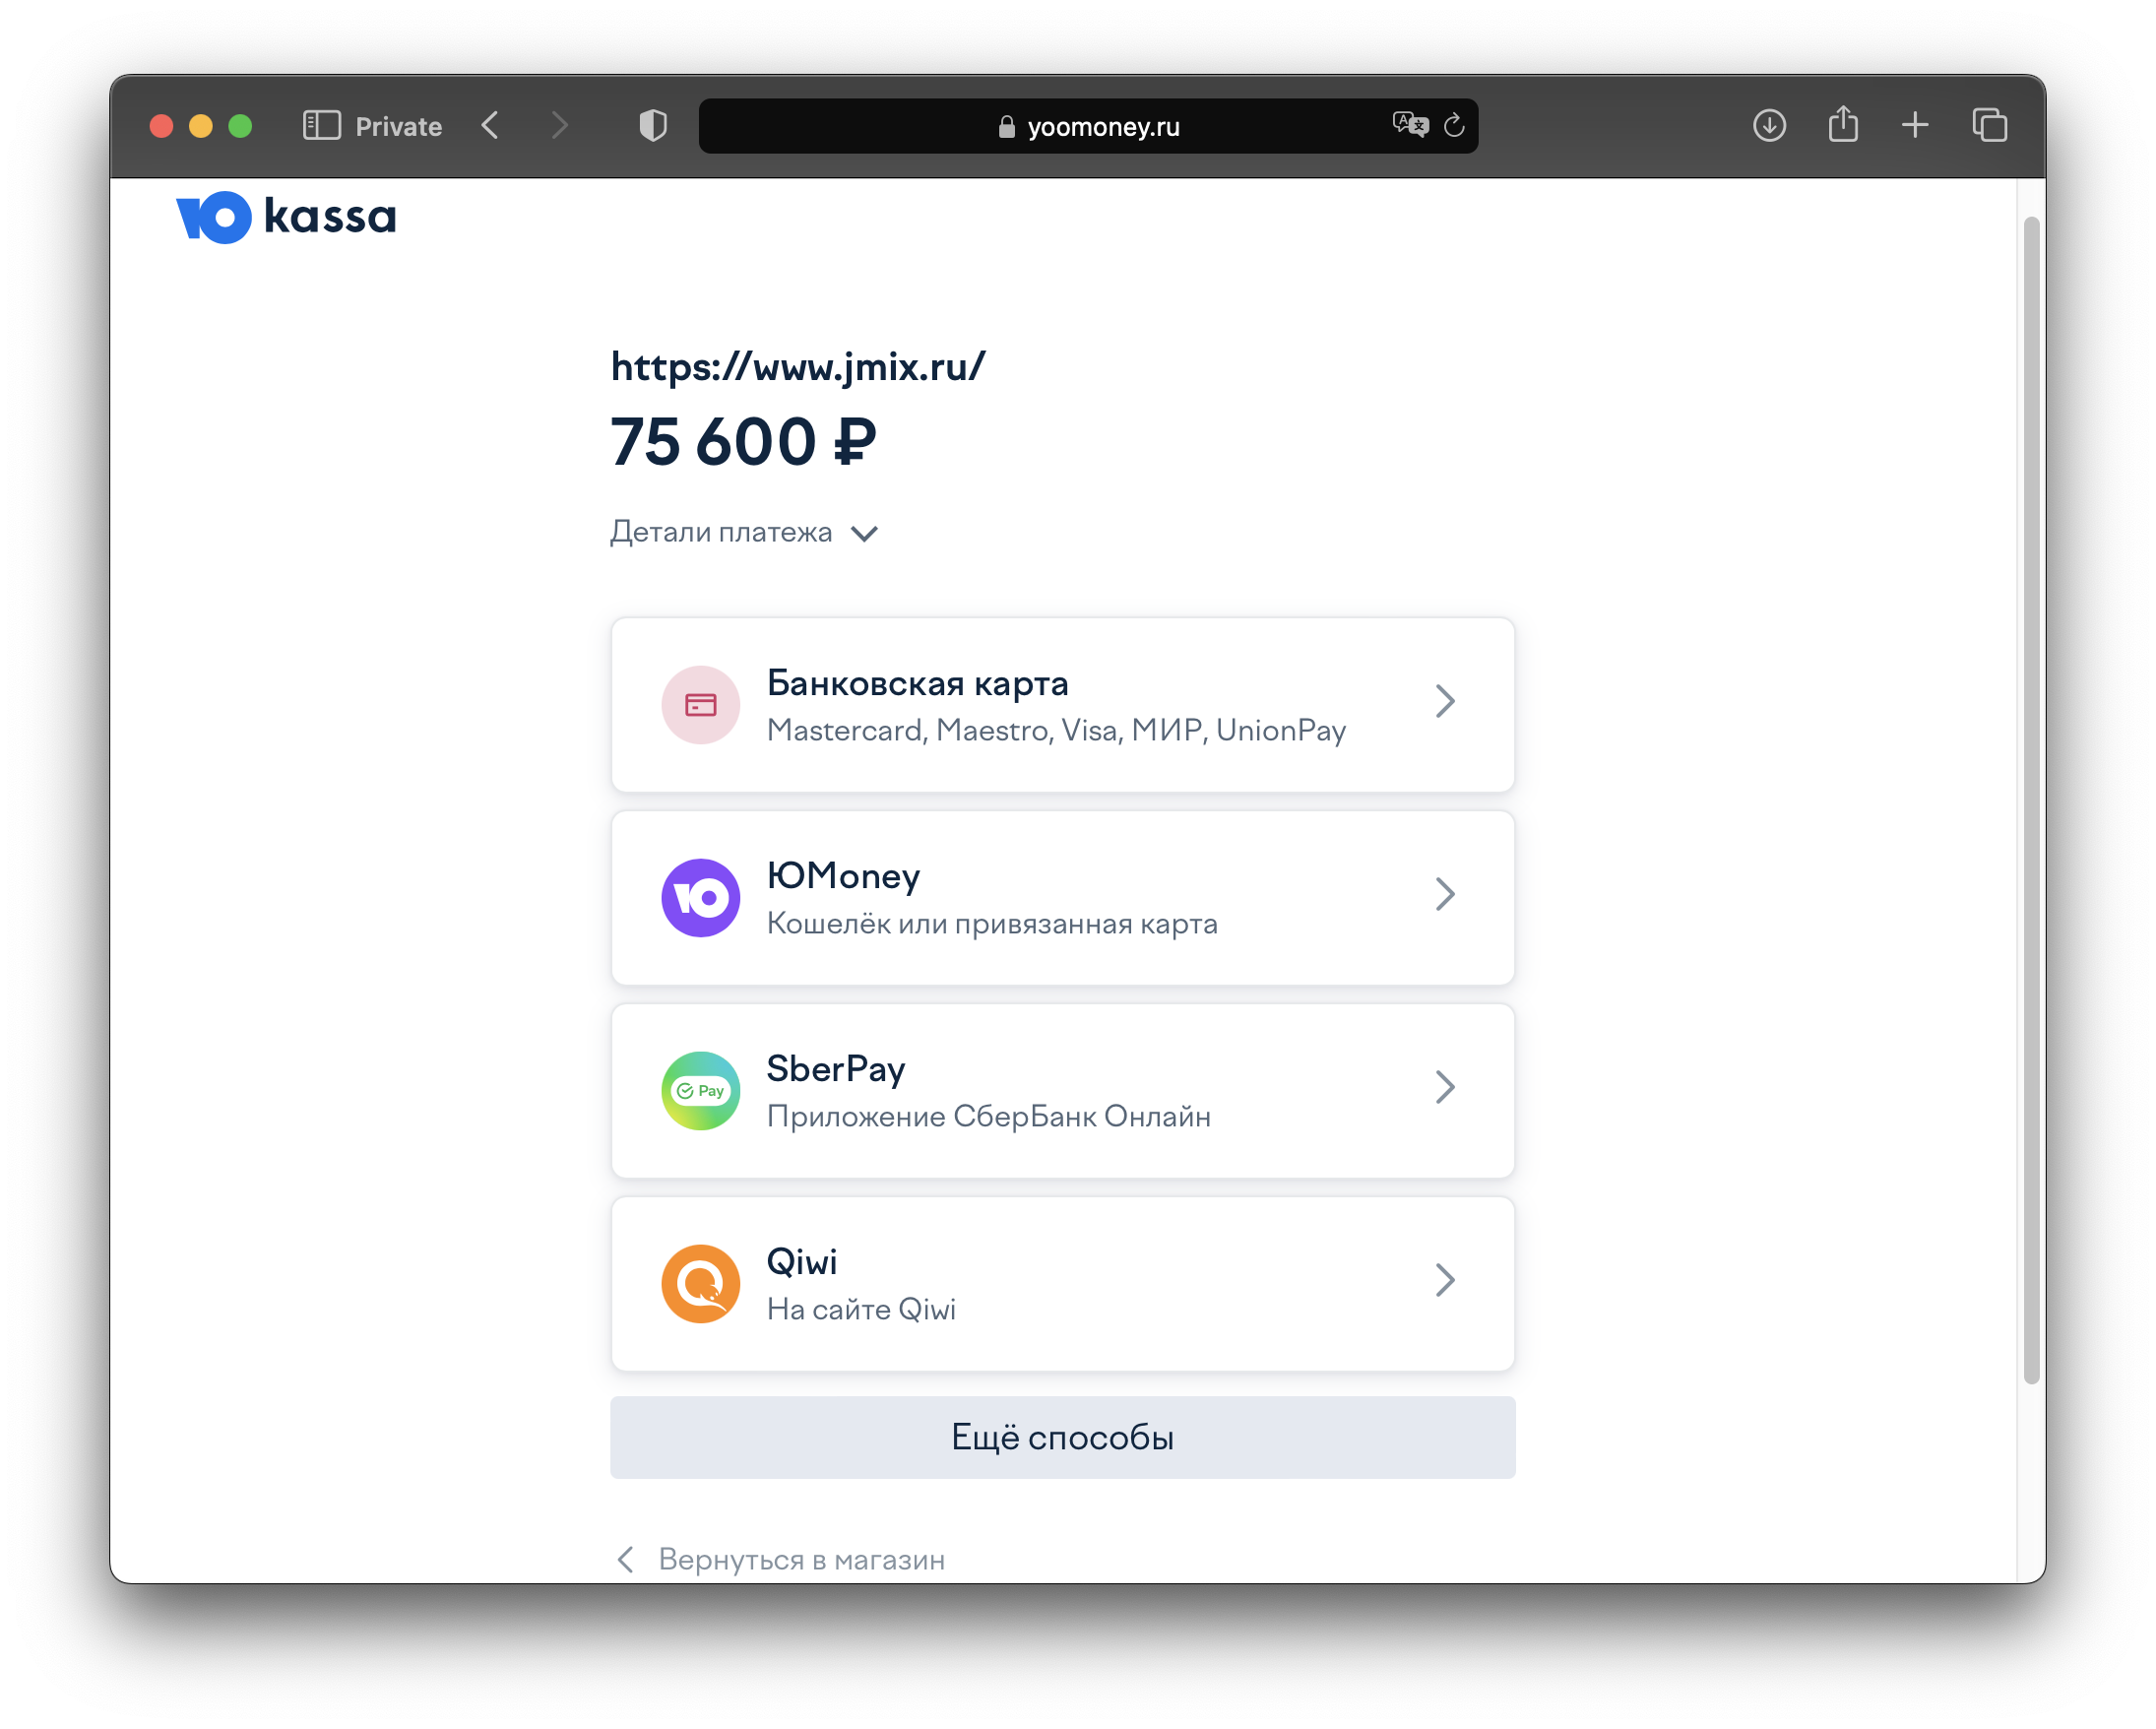 Private
yoomoney.ru
Ю kassa
https://www.jmix.ru/
75 600 ₽
Детали платежа
Банковская карта
Mastercard, Maestro, Visa, МИР, UnionPay
Ю
ЮMoney
Кошелёк или привязанная карта
Pay
SberPay
Приложение СберБанк Онлайн
Qiwi
На сайте Qiwi
Ещё способы
Вернуться в магазин